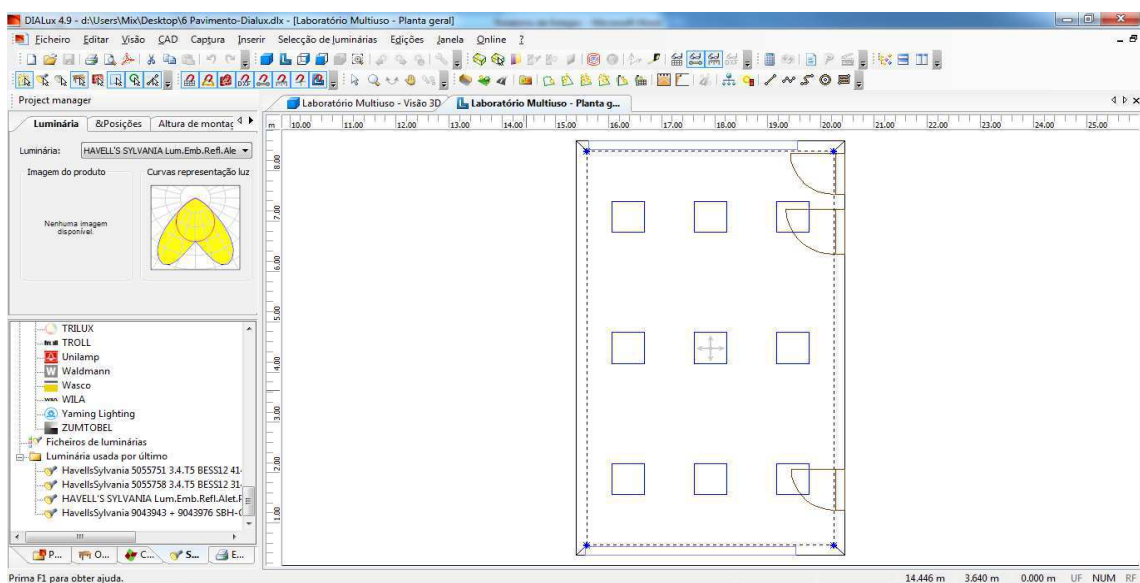 DIALux 4.9 - d:\Users\Mix\Desktop\6 Pavimento-Dialux.dlx - [Laboratório Multiuso - Planta geral]
Ficheiro Editar Visão CAD Captura Inserir Selecção de luminárias Edições Janela Online ?
Project manager
Laboratório Multiuso - Visão 3D
Laboratório Multiuso - Planta g...
Luminária &Posições Altura de montag
Luminária: HAVELL'S SYLVANIA Lum.Emb.Refl.Ale
Imagem do produto Curvas representação luz
Nenhuma imagem
disponível.
m 10.00 11.00 12.00 13.00 14.00 15.00 16.00 17.00 18.00 19.00 20.00 21.00 22.00 23.00 24.00 25.00
8.00
7.00
6.00
5.00
4.00
3.00
2.00
1.00
TRILUX
TROLL
Unilamp
Waldmann
Wasco
WILA
Yaming Lighting
ZUMTOBEL
Ficheiros de luminárias
Luminária usada por último
HavellsSylvania 5055751 3.4.T5 BESS12 41
HavellsSylvania 5055758 3.4.T5 BESS12 31
HAVELL'S SYLVANIA Lum.Emb.Refl.Alet.F
HavellsSylvania 9043943 + 9043976 SBH-
P... O... C... S... E...
Prima F1 para obter ajuda.
14.446 m 3.640 m 0.000 m UF NUM RF